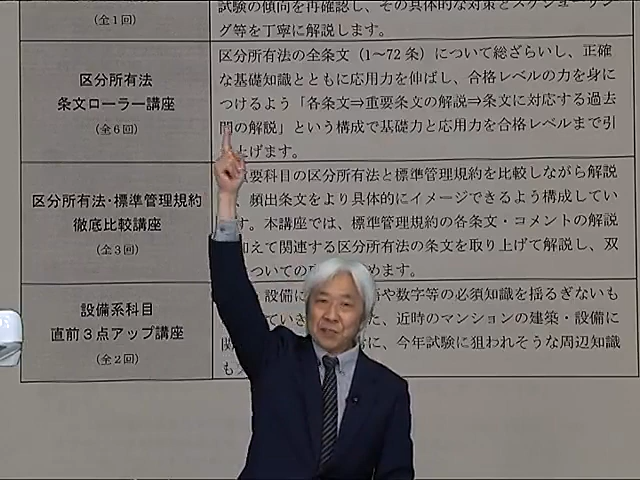 （全1回）
試験の傾向を再確認し、その具体的な対策とスケジューリン
グ等を丁寧に解説します。
区分所有法
条文ローラー講座
（全6回）
区分所有法の全条文（1～72条）について総ざらいし、正確
な基礎知識とともに応用力を伸ばし、合格レベルの力を身に
つけるよう「各条文⇒重要条文の解説⇒条文に対応する過去
問の解説」という構成で基礎力と応用力を合格レベルまで引
上げます。
区分所有法・標準管理規約
徹底比較講座
（全3回）
要科目の区分所有法と標準管理規約を比較しながら解説
、頻出条文をより具体的にイメージできるよう構成してい
す。本講座では、標準管理規約の各条文・コメントの解説
加えて関連する区分所有法の条文を取り上げて解説し、双
についての
めます。
設備系科目
直前3点アップ講座
（全2回）
設備に
や数字等の必須知識を揺るぎないも
ていき
た、近時のマンションの建築・設備に
関
に、今年試験に狙われそうな周辺知識
も